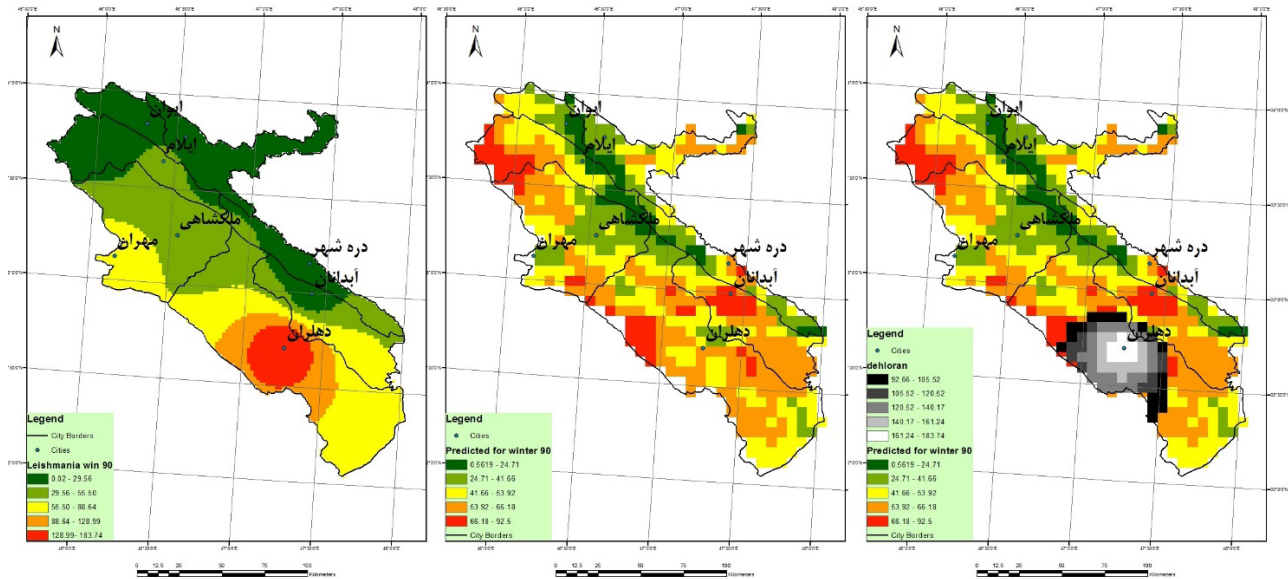 N
ایوان
ایلام
ملکشاهی
مهران
دره شهر
آبدانان
دهلران
Legend
City Borders
Cities
Leishmania win 90
0.02 - 29.56
29.56 - 55.50
55.50 - 88.64
88.64 - 128.99
128.99 - 183.74
0 12.5 25 50 75 100
Kilometers
N
ایوان
ایلام
ملکشاهی
مهران
دره شهر
آبدانان
دهلران
Legend
Cities
Predicted for winter 90
0.5619 - 24.71
24.71 - 41.66
41.66 - 53.92
53.92 - 66.18
66.18 - 92.5
City Borders
0 12.5 25 50 75 100
Kilometers
N
ایوان
ایلام
ملکشاهی
مهران
دره شهر
آبدانان
دهلران
Legend
Cities
dehloran
92.66 - 105.52
105.52 - 120.52
120.52 - 140.17
140.17 - 161.24
161.24 - 183.74
Predicted for winter 90
0.5619 - 24.71
24.71 - 41.66
41.66 - 53.92
53.92 - 66.18
66.18 - 92.5
City Borders
0 12.5 25 50 75 100
Kilometers